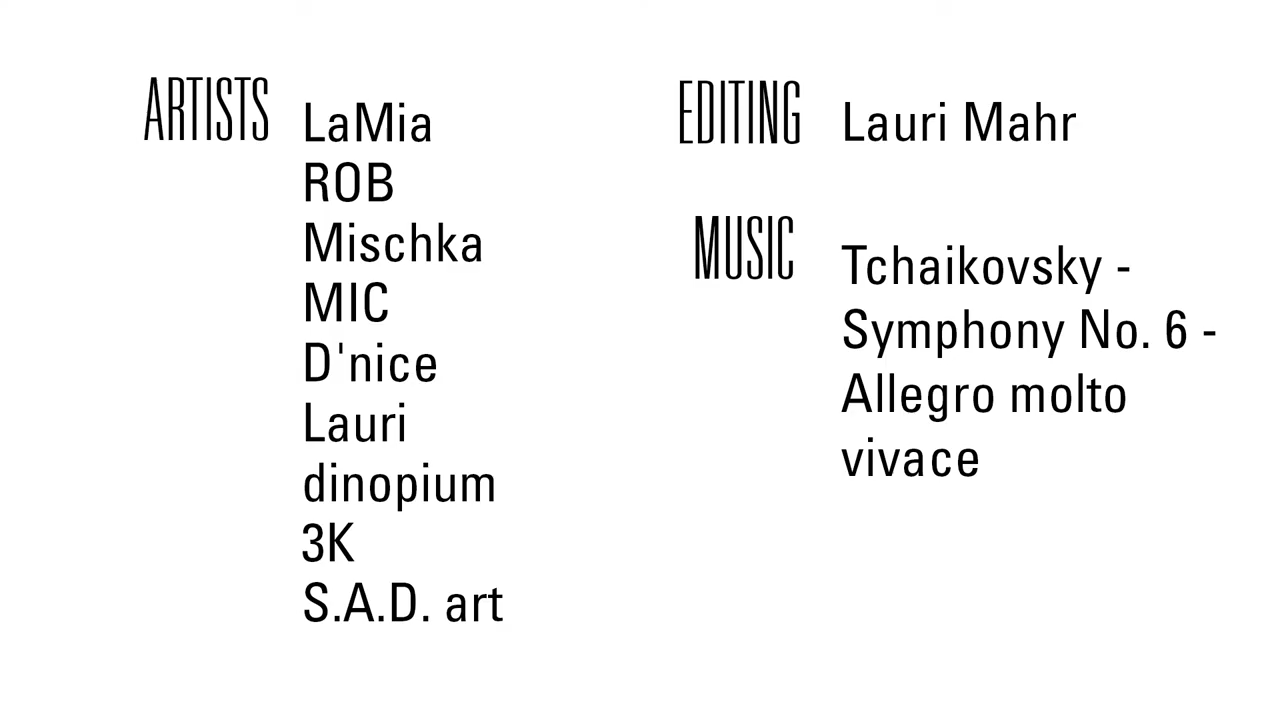 ARTISTS
LaMia
ROB
Mischka
MIC
D'nice
Lauri
dinopium
3K
S.A.D. art
EDITING
Lauri Mahr
MUSIC
Tchaikovsky -
Symphony No. 6 -
Allegro molto
vivace